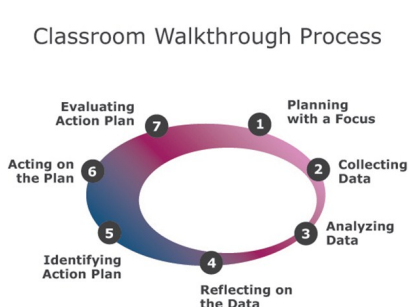 Classroom Walkthrough Process
1
Planning
with a Focus
2
Collecting
Data
3
Analyzing
Data
4
Reflecting on
the Data
5
Identifying
Action Plan
6
Acting on
the Plan
7
Evaluating
Action Plan